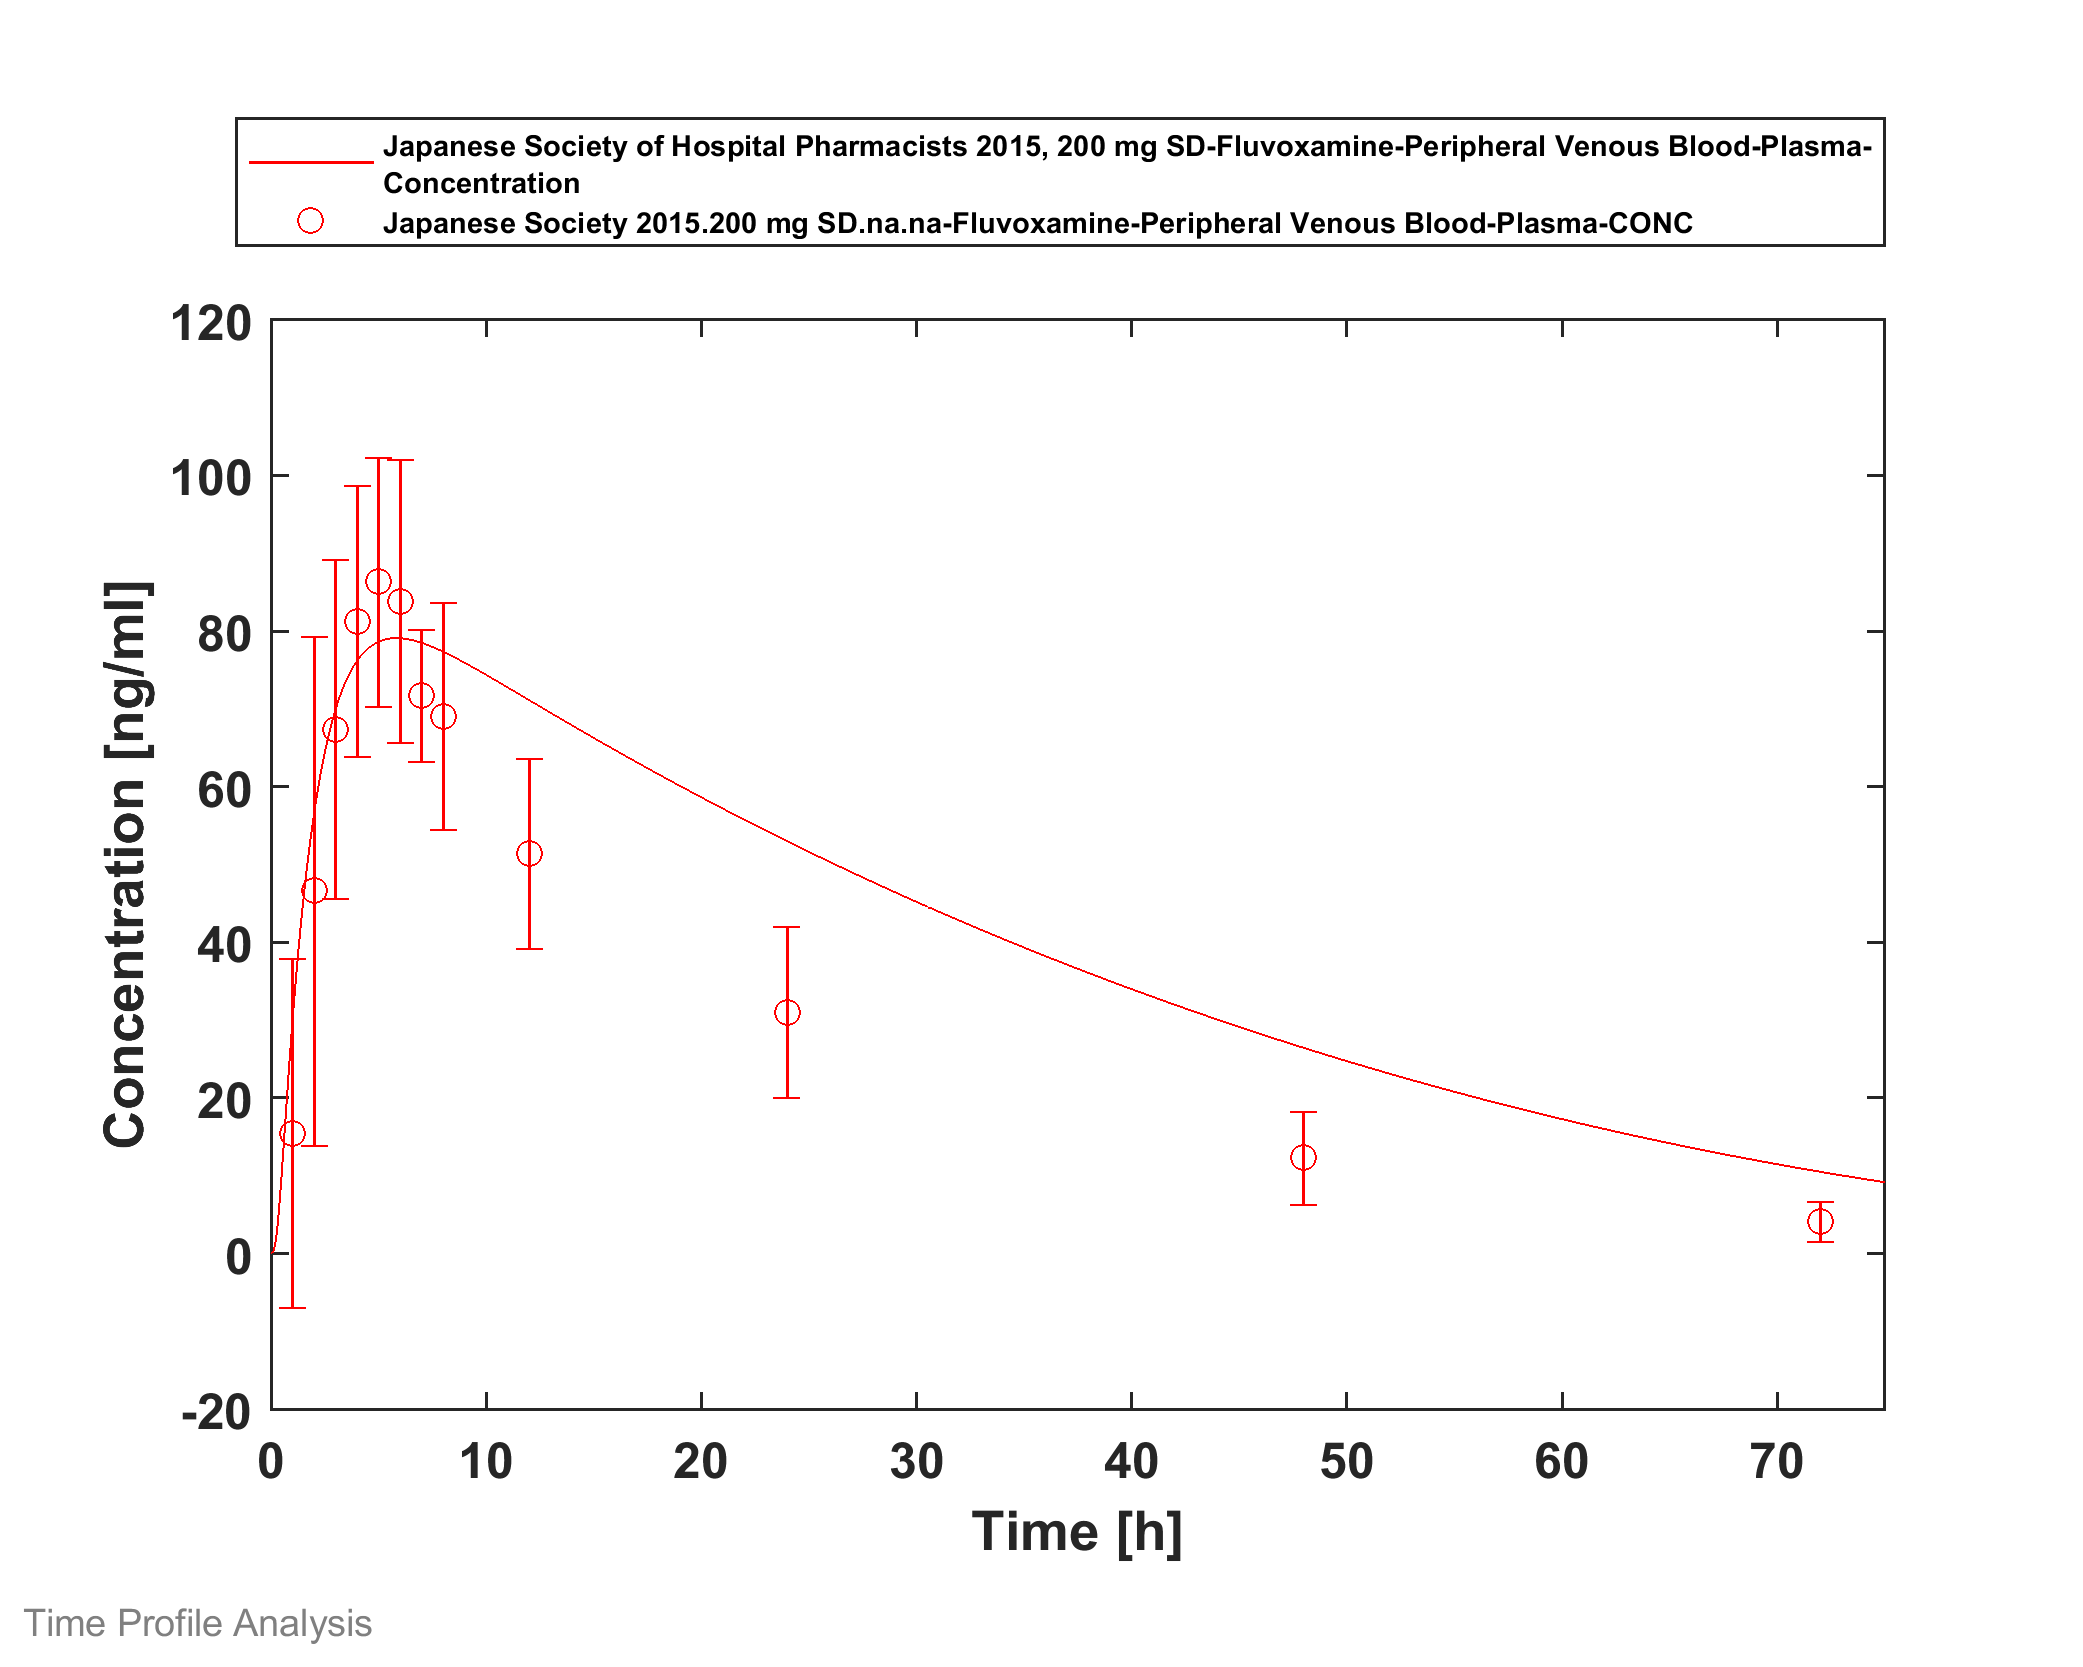 Japanese Society of Hospital Pharmacists 2015, 200 mg SD-Fluvoxamine-Peripheral Venous Blood-Plasma-
Concentration
Japanese Society 2015.200 mg SD.na.na-Fluvoxamine-Peripheral Venous Blood-Plasma-CONC
120
100
80
60
40
20
0
-20
Concentration [ng/ml]
0 10 20 30 40 50 60 70
Time [h]
Time Profile Analysis